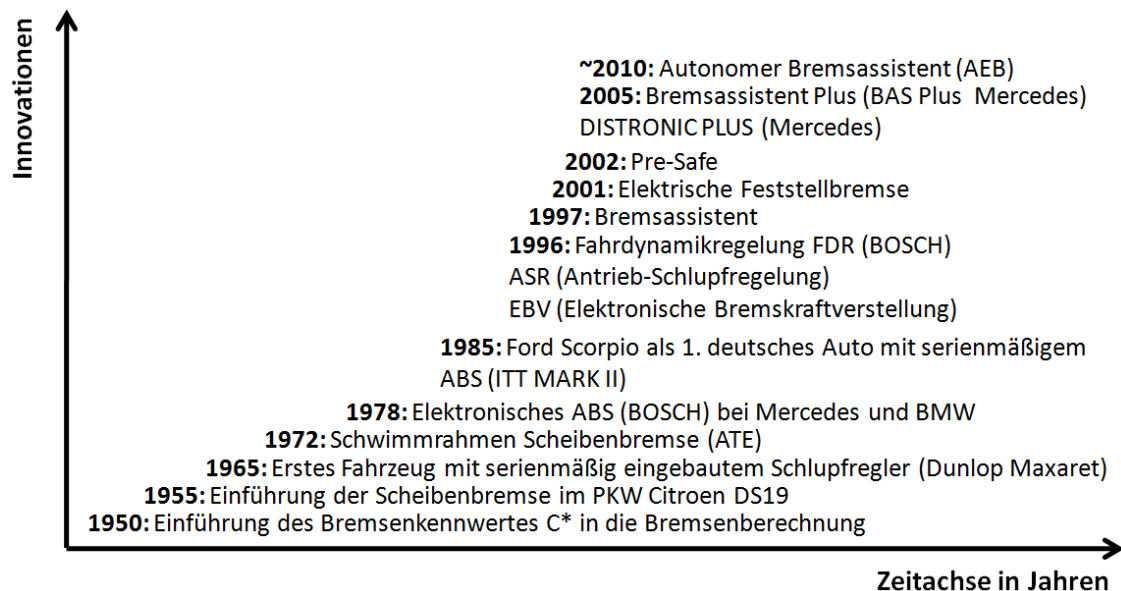 Innovationen
~2010: Autonomer Bremsassistent (AEB)
2005: Bremsassistent Plus (BAS Plus Mercedes)
DISTRONIC PLUS (Mercedes)
2002: Pre-Safe
2001: Elektrische Feststellbremse
1997: Bremsassistent
1996: Fahrdynamikregelung FDR (BOSCH)
ASR (Antrieb-Schlupfregelung)
EBV (Elektronische Bremskraftverstellung)
1985: Ford Scorpio als 1. deutsches Auto mit serienmäßigem
ABS (ITT MARK II)
1978: Elektronisches ABS (BOSCH) bei Mercedes und BMW
1972: Schwimmrahmen Scheibenbremse (ATE)
1965: Erstes Fahrzeug mit serienmäßig eingebautem Schlupfregler (Dunlop Maxaret)
1955: Einführung der Scheibenbremse im PKW Citroen DS19
1950: Einführung des Bremsenkennwertes C* in die Bremsenberechnung
Zeitachse in Jahren